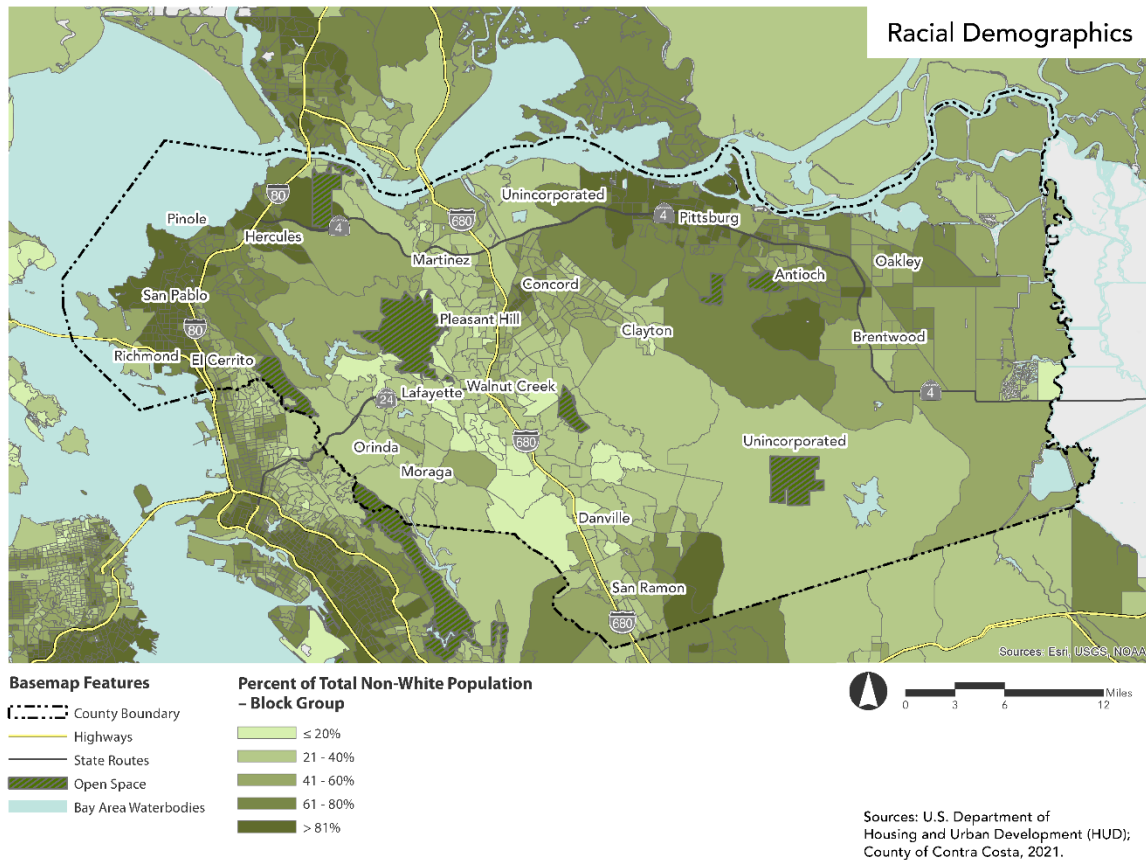 Racial Demographics
Unincorporated
80
Pinole
680
4
Pittsburg
Hercules
4
Martinez
Antioch
Oakley
Concord
San Pablo
Pleasant Hill
80
Clayton
Brentwood
Richmond
El Cerrito
Walnut Creek
Lafayette
4
24
680
Unincorporated
Orinda
Moraga
Danville
San Ramon
680
Sources: Esri, USGS, NOAA
Basemap Features
County Boundary
Highways
State Routes
Open Space
Bay Area Waterbodies
Percent of Total Non-White Population
– Block Group
≤ 20%
21 - 40%
41 - 60%
61 - 80%
> 81%
Miles
0 3 6 12
Sources: U.S. Department of
Housing and Urban Development (HUD);
County of Contra Costa, 2021.